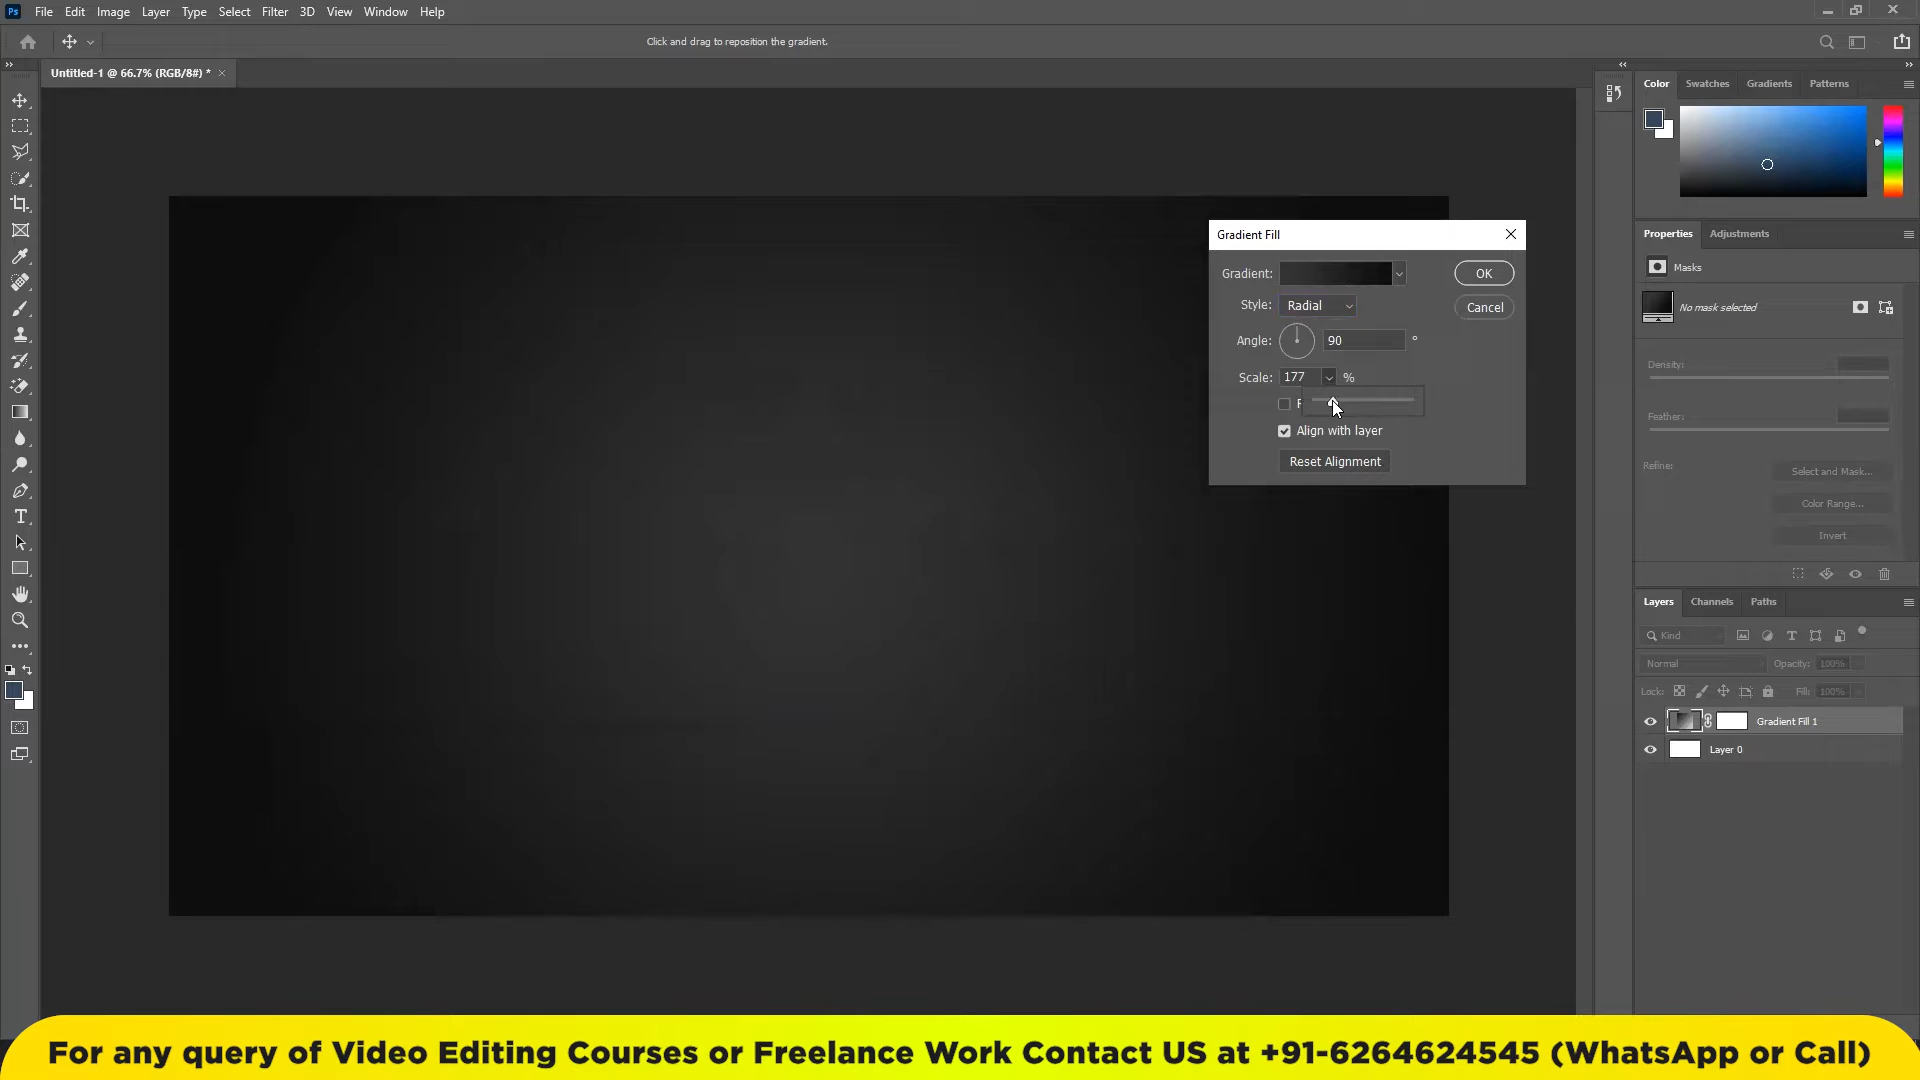 Ps File Edit Image Layer Type Select Filter 3D View Window Help
Click and drag to reposition the gradient.
Untitled-1 @ 66.7% (RGB/8#) *
Color Swatches Gradients Patterns
Properties Adjustments
Masks
No mask selected
Density:
Feather:
Refine:
Select and Mask...
Color Range...
Invert
Gradient Fill
Gradient:
OK
Style: Radial
Cancel
Angle: 90 °
Scale: 177 %
Align with layer
Reset Alignment
Layers Channels Paths
Kind
Normal Opacity: 100%
Lock: Fill: 100%
Gradient Fill 1
Layer 0
For any query of Video Editing Courses or Freelance Work Contact US at +91-6264624545 (WhatsApp or Call)